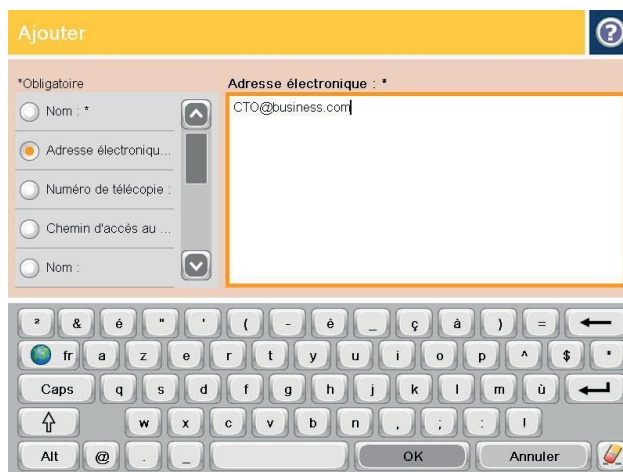 Ajouter
?
*Obligatoire
Adresse électronique : *
Nom : *
CTO@business.com
Adresse électroniqu...
Numéro de télécopie :
Chemin d'accès au ...
Nom :
² & é " ' ( - è _ ç à ) =
fr a z e r t y u i o p ^ $ *
Caps q s d f g h j k l m ù
w x c v b n , ; : !
Alt @ . _ OK Annuler